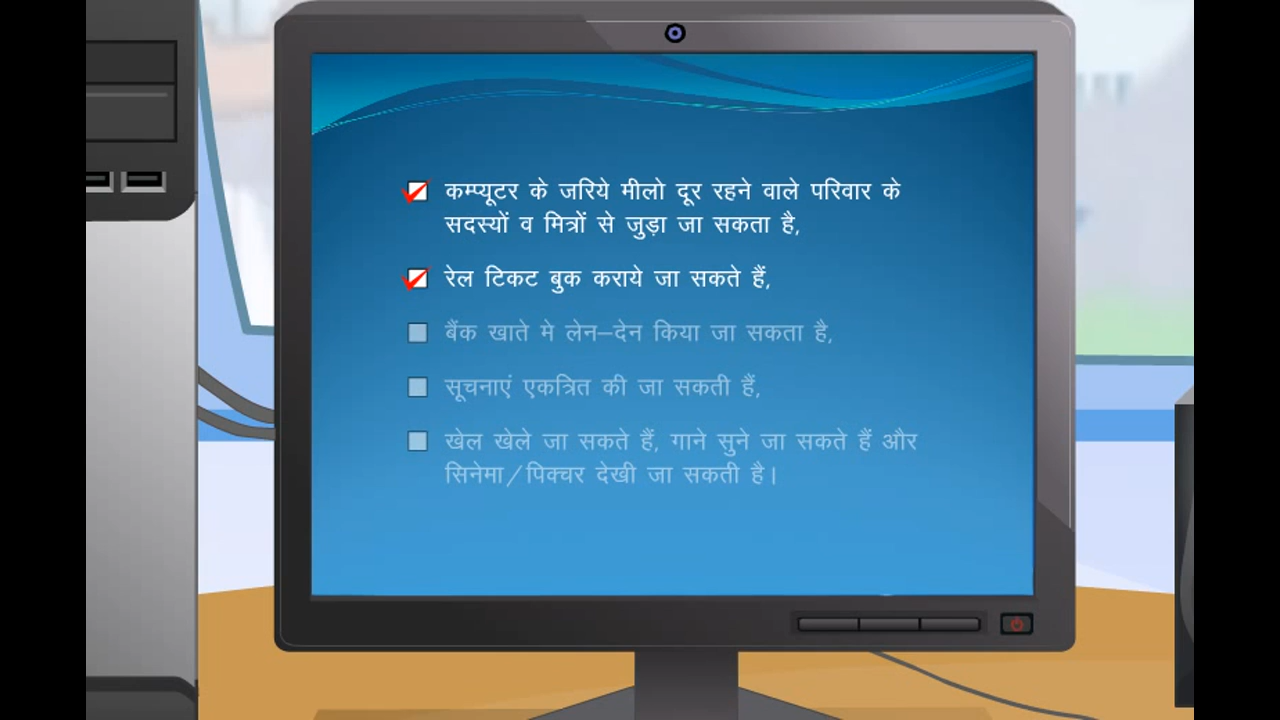 कम्प्यूटर के जरिये मीलो दूर रहने वाले परिवार के
सदस्यों व मित्रों से जुड़ा जा सकता है,
रेल टिकट बुक कराये जा सकते हैं,
बैंक खाते मे लेन–देन किया जा सकता है,
सूचनाएं एकत्रित की जा सकती हैं,
खेल खेले जा सकते हैं, गाने सुने जा सकते हैं और
सिनेमा/पिक्चर देखी जा सकती है।